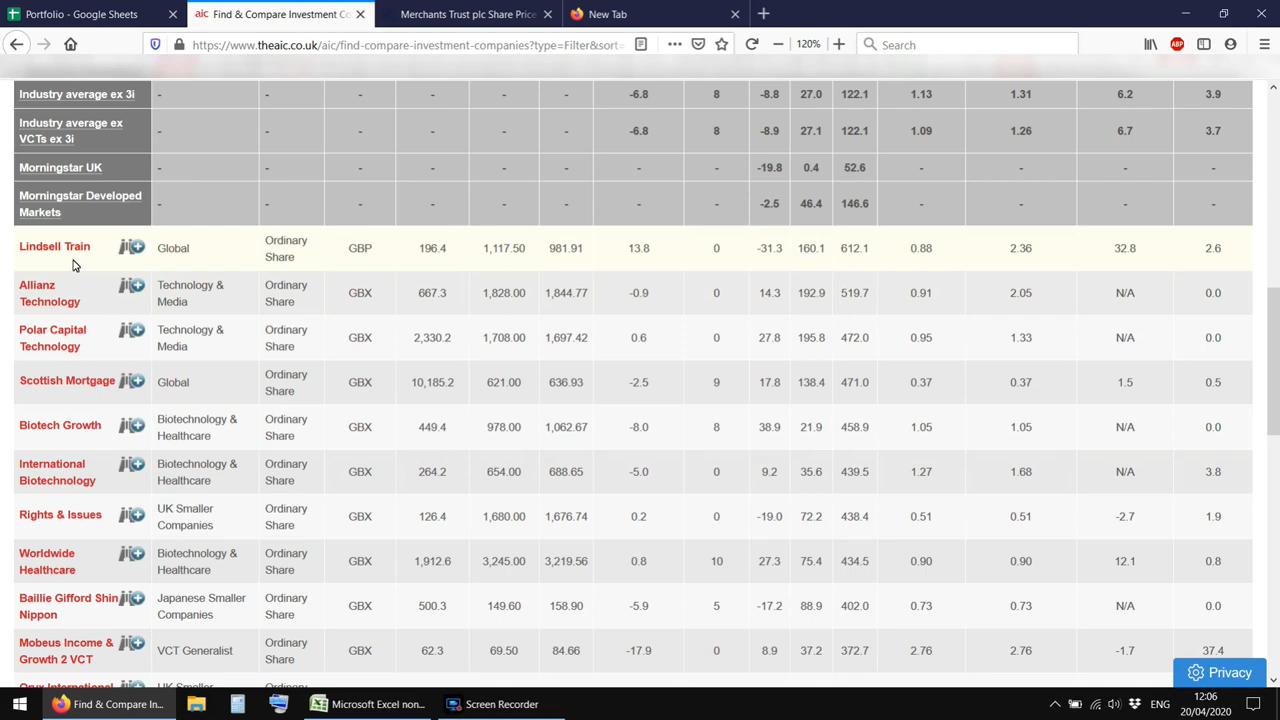 Portfolio - Google Sheets
aic Find & Compare Investment Co
Merchants Trust plc Share Price
New Tab
https://www.theaic.co.uk/aic/find-compare-investment-companies?type=Filter&sort=
120%
Search
ABP
Industry average ex 3i - - - - - - -6.8 8 -8.8 27.0 122.1 1.13 1.31 6.2 3.9
Industry average ex
VCTs ex 3i - - - - - - -6.8 8 -8.9 27.1 122.1 1.09 1.26 6.7 3.7
Morningstar UK - - - - - - - - -19.8 0.4 52.6 - - - -
Morningstar Developed
Markets - - - - - - - - -2.5 46.4 146.6 - - - -
Lindsell Train Global Ordinary
Share GBP 196.4 1,117.50 981.91 13.8 0 -31.3 160.1 612.1 0.88 2.36 32.8 2.6
Allianz Technology & Ordinary
Technology Media Share GBX 667.3 1,828.00 1,844.77 -0.9 0 14.3 192.9 519.7 0.91 2.05 N/A 0.0
Polar Capital Technology & Ordinary
Technology Media Share GBX 2,330.2 1,708.00 1,697.42 0.6 0 27.8 195.8 472.0 0.95 1.33 N/A 0.0
Scottish Mortgage Global Ordinary
Share GBX 10,185.2 621.00 636.93 -2.5 9 17.8 138.4 471.0 0.37 0.37 1.5 0.5
Biotech Growth Biotechnology & Ordinary
Healthcare Share GBX 449.4 978.00 1,062.67 -8.0 8 38.9 21.9 458.9 1.05 1.05 N/A 0.0
International Biotechnology & Ordinary
Biotechnology Healthcare Share GBX 264.2 654.00 688.65 -5.0 0 9.2 35.6 439.5 1.27 1.68 N/A 3.8
Rights & Issues UK Smaller Ordinary
Companies Share GBX 126.4 1,680.00 1,676.74 0.2 0 -19.0 72.2 438.4 0.51 0.51 -2.7 1.9
Worldwide Biotechnology & Ordinary
Healthcare Healthcare Share GBX 1,912.6 3,245.00 3,219.56 0.8 10 27.3 75.4 434.5 0.90 0.90 12.1 0.8
Baillie Gifford Shin Japanese Smaller Ordinary
Nippon Companies Share GBX 500.3 149.60 158.90 -5.9 5 -17.2 88.9 402.0 0.73 0.73 N/A 0.0
Mobeus Income & Ordinary
Growth 2 VCT VCT Generalist Share GBX 62.3 69.50 84.66 -17.9 0 8.9 37.2 372.7 2.76 2.76 -1.7 37.4
Oryx International UK Smaller Ordinary
Privacy
Find & Compare In...
Microsoft Excel non...
Screen Recorder
ENG
12:06
20/04/2020